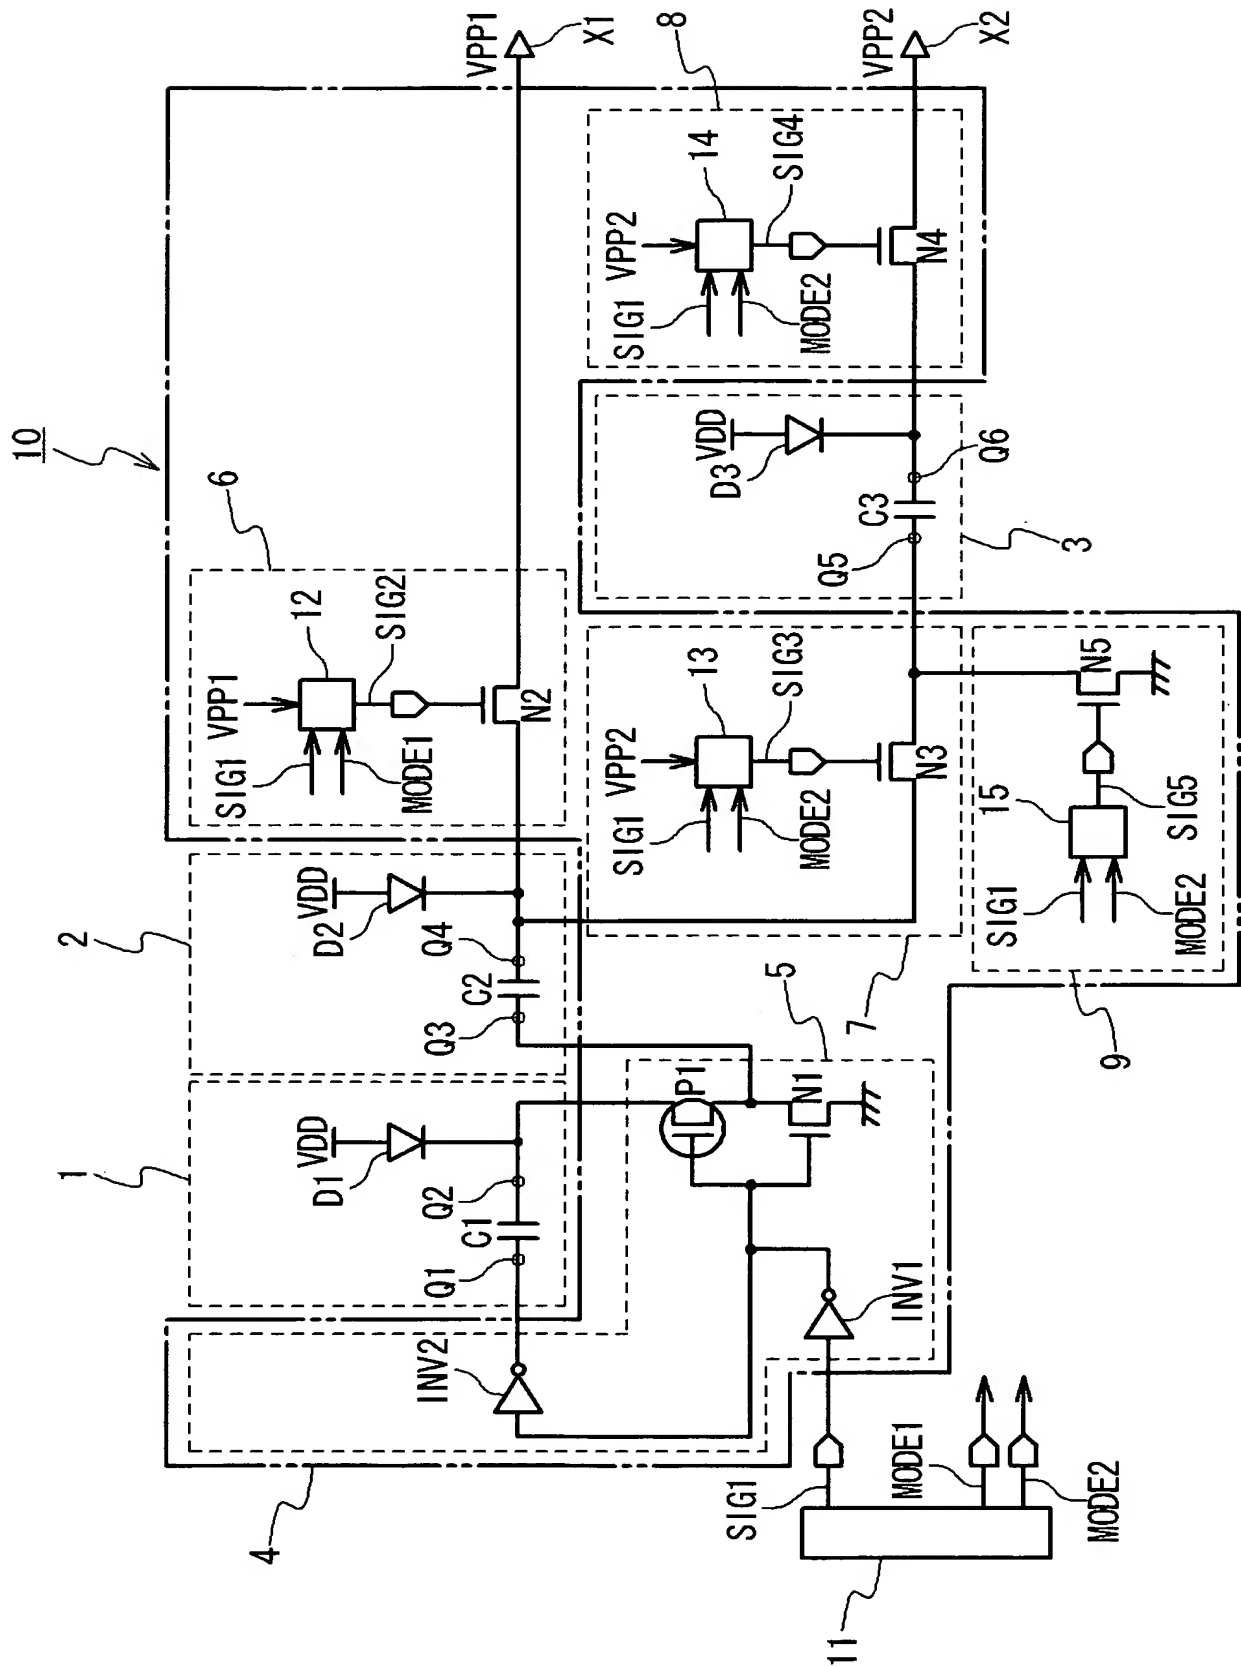 10
VPP1
X1
6
12
VPP1
SIG2
SIG1
MODE1
N2
2
VDD
D2
Q4
C2
Q3
1
VDD
D1
Q2
C1
Q1
INV2
4
5
P1
N1
INV1
SIG1
MODE1
MODE2
11
7
13
VPP2
SIG3
SIG1
MODE2
N3
15
SIG1
SIG5
MODE2
N5
9
VDD
D3
C3
Q5
Q6
3
8
14
VPP2
SIG4
SIG1
MODE2
N4
VPP2
X2